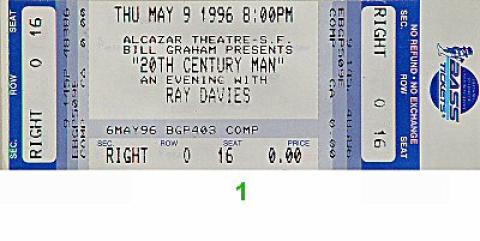 THU MAY 9 1996 8:00PM
ALCAZAR THEATRE-S.F.
BILL GRAHAM PRESENTS
"20TH CENTURY MAN"
AN EVENING WITH
RAY DAVIES
6MAY96 BGP403 COMP
SEC. ROW SEAT PRICE
RIGHT 0 16 0.00
SEC. ROW SEAT
RIGHT 0 16
EBGP509E
COMP
SEC. ROW SEAT
RIGHT 0 16
NO REFUND • NO EXCHANGE
BASS
TICKETS
1